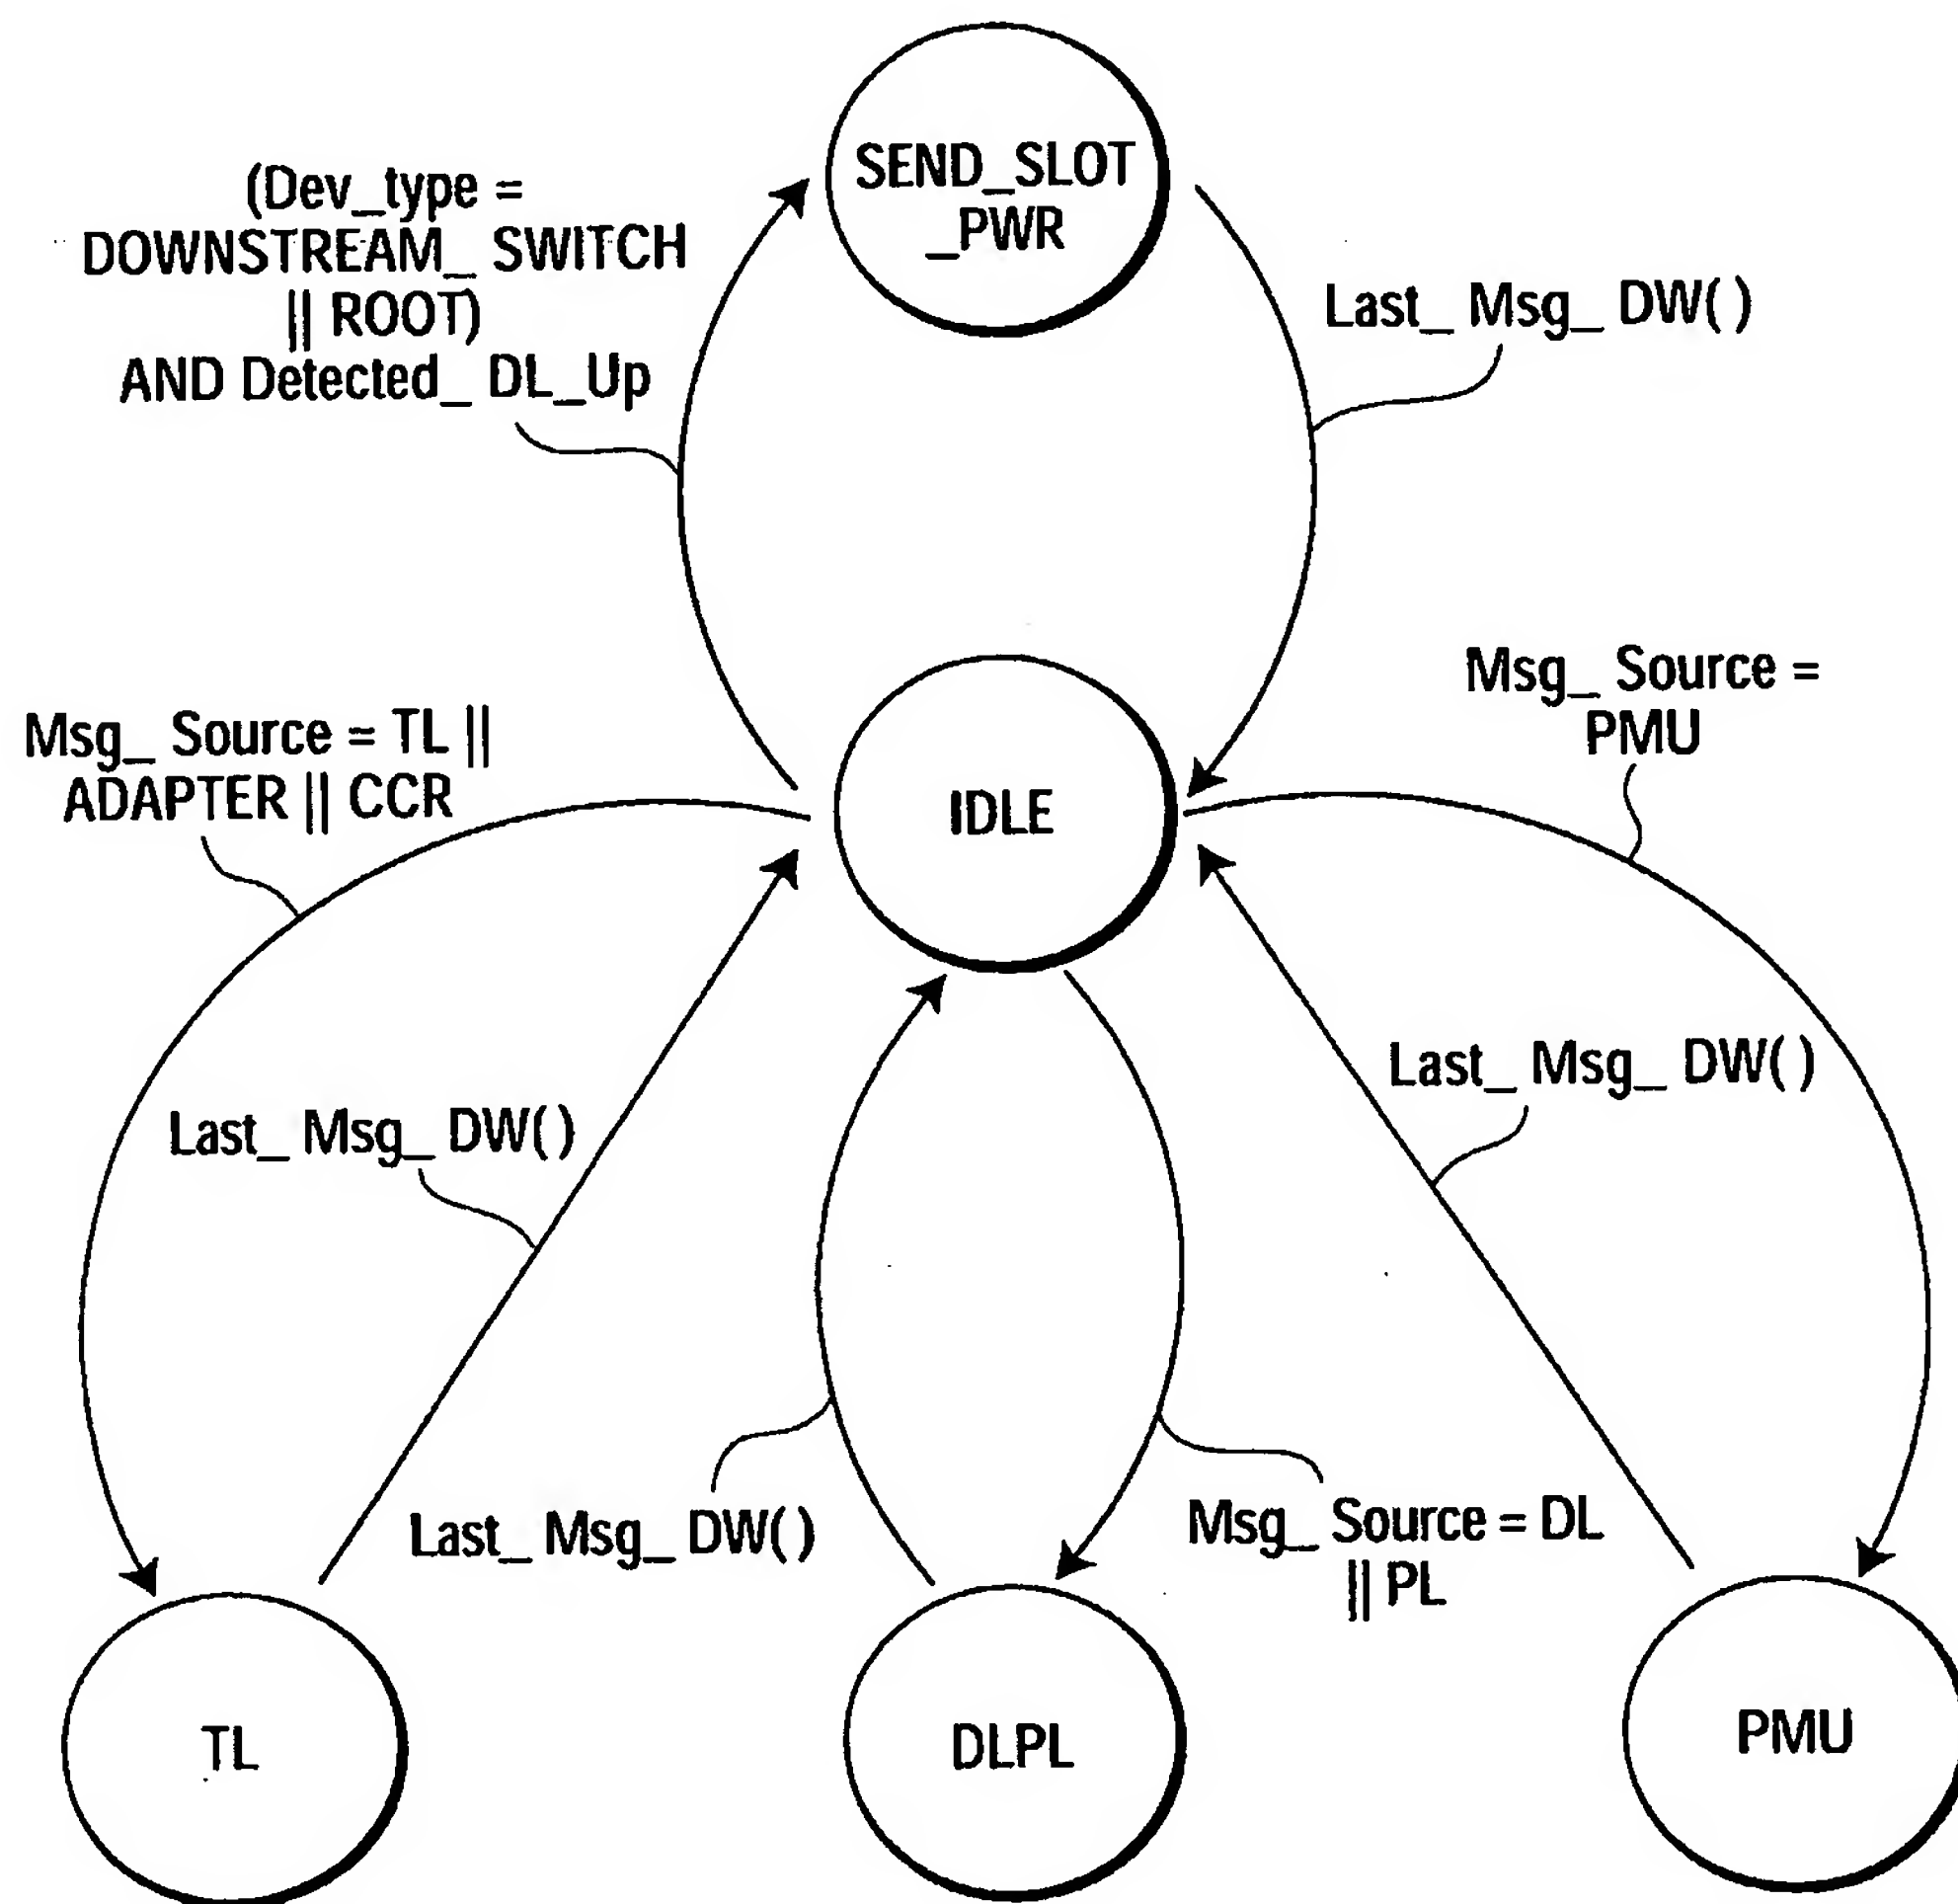 SEND_SLOT
_PWR
(Dev_type =
DOWNSTREAM_ SWITCH
|| ROOT)
AND Detected_ DL_Up
Last_ Msg_ DW()
Msg_ Source =
PMU
Msg_ Source = TL ||
ADAPTER || CCR
IDLE
Last_ Msg_ DW()
Last_ Msg_ DW()
Last_ Msg_ DW()
Msg_ Source = DL
|| PL
TL
DLPL
PMU